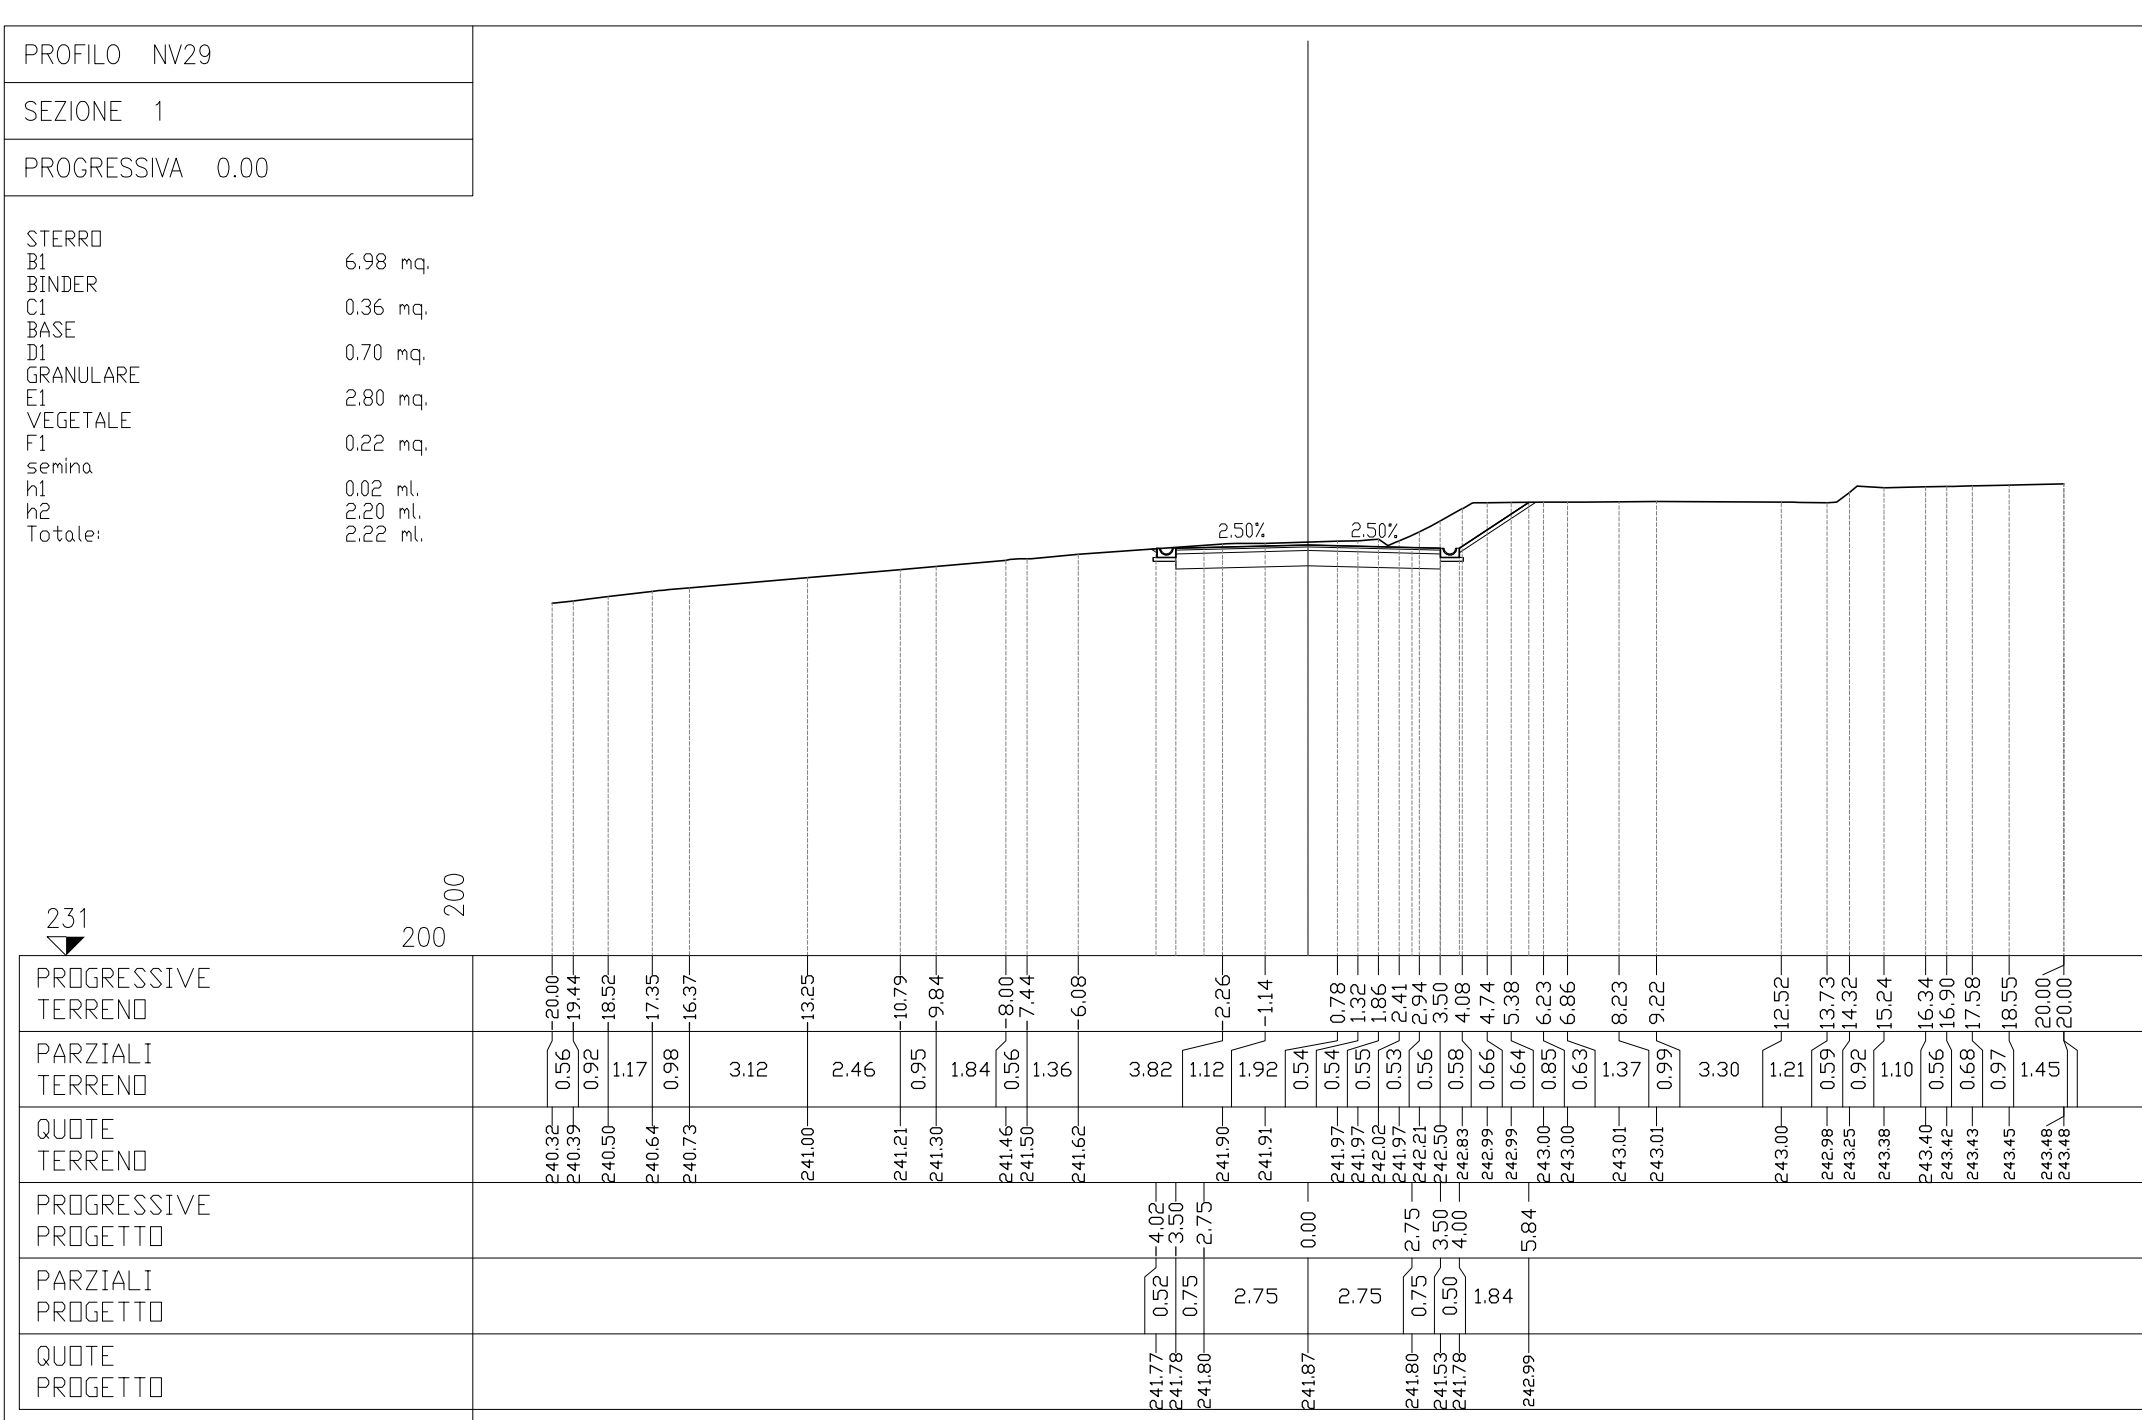 PROFILO NV29
SEZIONE 1
PROGRESSIVA 0.00
STERRO
B1 6.98 mq.
BINDER
C1 0.36 mq.
BASE
D1 0.70 mq.
GRANULARE
E1 2.80 mq.
VEGETALE
F1 0.22 mq.
semina
h1 0.02 ml.
h2 2.20 ml.
Totale: 2.22 ml.
2.50% 2.50%
231
200
200
PROGRESSIVE
TERRENO
-20.00 -19.44 -18.52 -17.35 -16.37 -13.25 -10.79 -9.84 -8.00 -7.44 -6.08 -2.26 -1.14 0.78 1.32 1.86 2.41 2.94 3.50 4.08 4.74 5.38 6.23 6.86 8.23 9.22 12.52 13.73 14.32 15.24 16.34 16.90 17.58 18.55 20.00 20.00
PARZIALI
TERRENO
0.56 0.92 1.17 0.98 3.12 2.46 0.95 1.84 0.56 1.36 3.82 1.12 1.92 0.54 0.54 0.55 0.53 0.56 0.58 0.66 0.64 0.85 0.63 1.37 0.99 3.30 1.21 0.59 0.92 1.10 0.56 0.68 0.97 1.45
QUOTE
TERRENO
240.32 240.39 240.50 240.64 240.73 241.00 241.21 241.30 241.46 241.50 241.62 241.90 241.91 241.97 241.97 242.02 241.97 242.21 242.50 242.83 242.99 242.99 243.00 243.00 243.01 243.01 243.00 242.98 243.25 243.38 243.40 243.42 243.43 243.45 243.48 243.48
PROGRESSIVE
PROGETTO
-4.02 -3.50 -2.75 0.00 2.75 3.50 4.00 5.84
PARZIALI
PROGETTO
0.52 0.75 2.75 2.75 0.75 0.50 1.84
QUOTE
PROGETTO
241.77 241.78 241.80 241.87 241.80 241.53 241.78 242.99